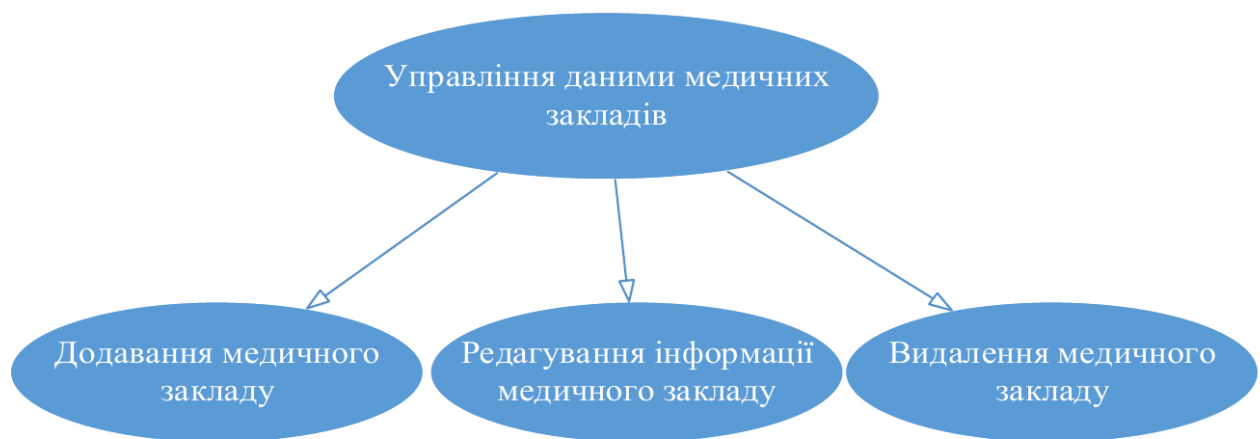 Управління даними медичних
закладів
Додавання медичного
закладу
Редагування інформації
медичного закладу
Видалення медичного
закладу